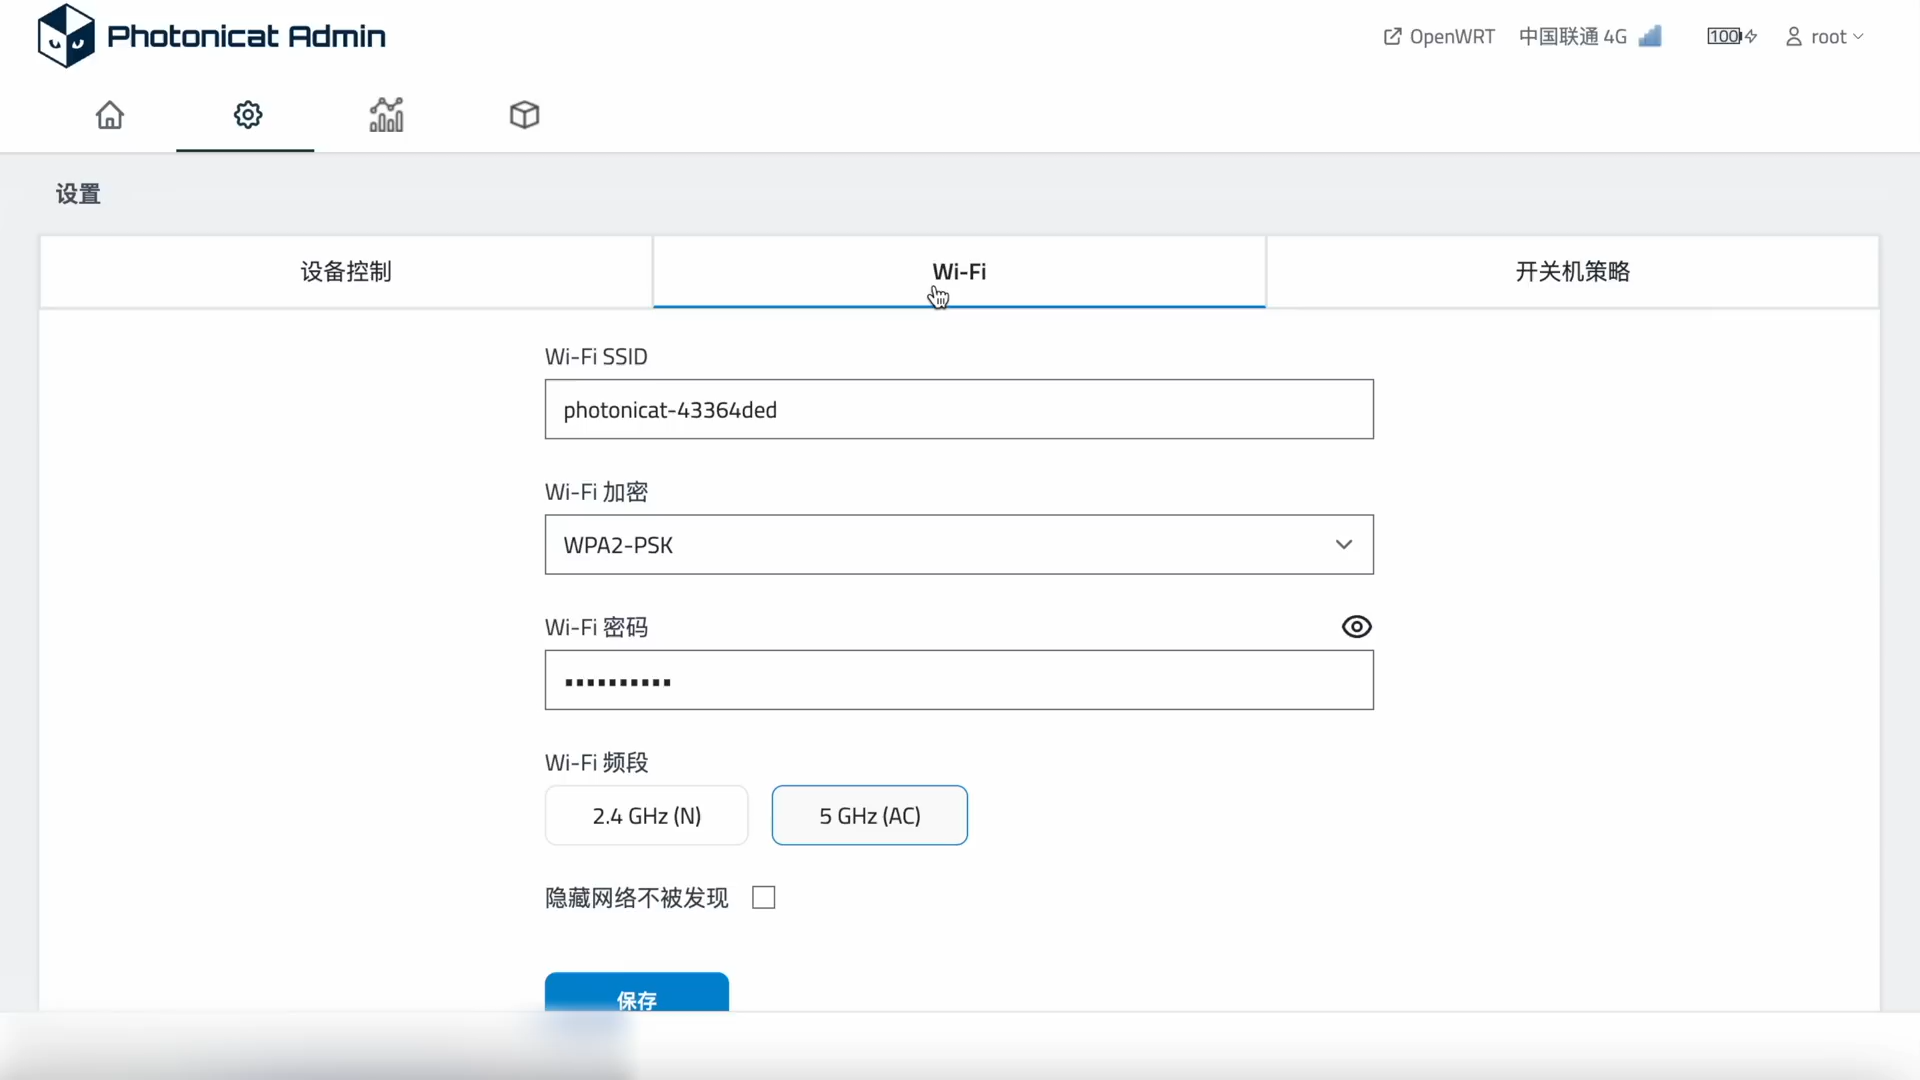 Photonicat Admin
OpenWRT
中国联通 4G
100
root
设置
设备控制
Wi-Fi
开关机策略
Wi-Fi SSID
photonicat-43364ded
Wi-Fi 加密
WPA2-PSK
Wi-Fi 密码
Wi-Fi 频段
2.4 GHz (N)
5 GHz (AC)
隐藏网络不被发现
保存